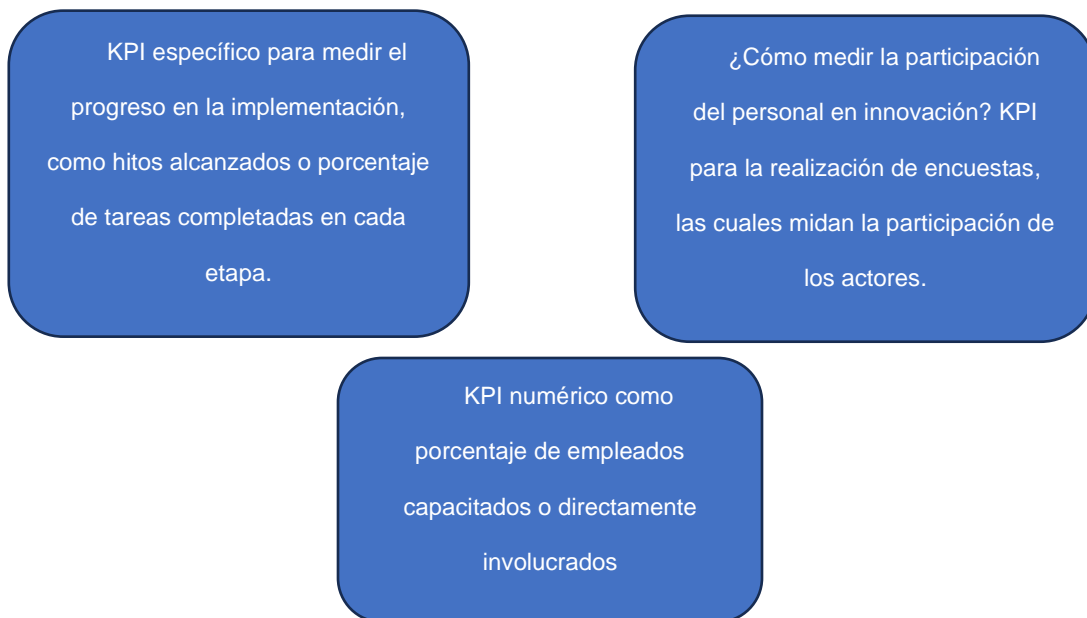 KPI específico para medir el
progreso en la implementación,
como hitos alcanzados o porcentaje
de tareas completadas en cada
etapa.
¿Cómo medir la participación
del personal en innovación? KPI
para la realización de encuestas,
las cuales midan la participación de
los actores.
KPI numérico como
porcentaje de empleados
capacitados o directamente
involucrados